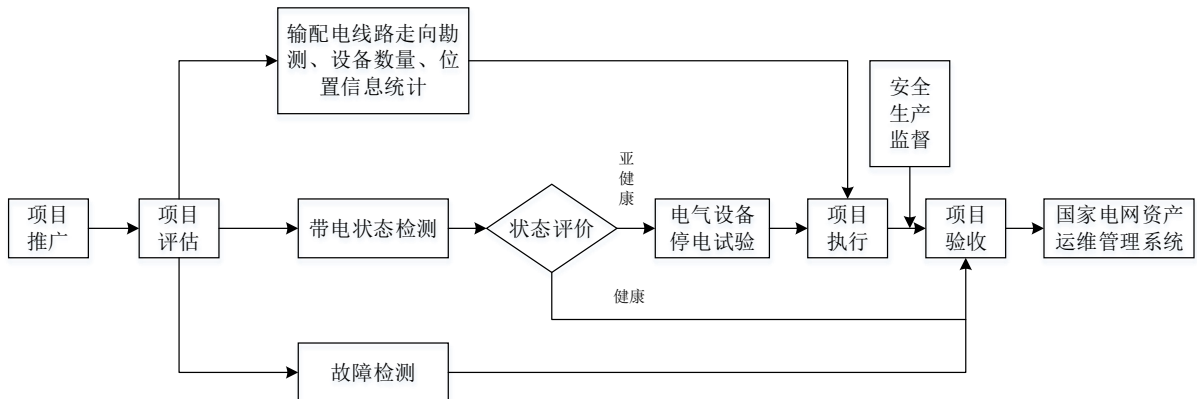 输配电线路走向勘
测、设备数量、位
置信息统计
安全
生产
监督
亚
健
康
项目
推广
项目
评估
带电状态检测
状态评价
电气设备
停电试验
项目
执行
项目
验收
国家电网资产
运维管理系统
健康
故障检测